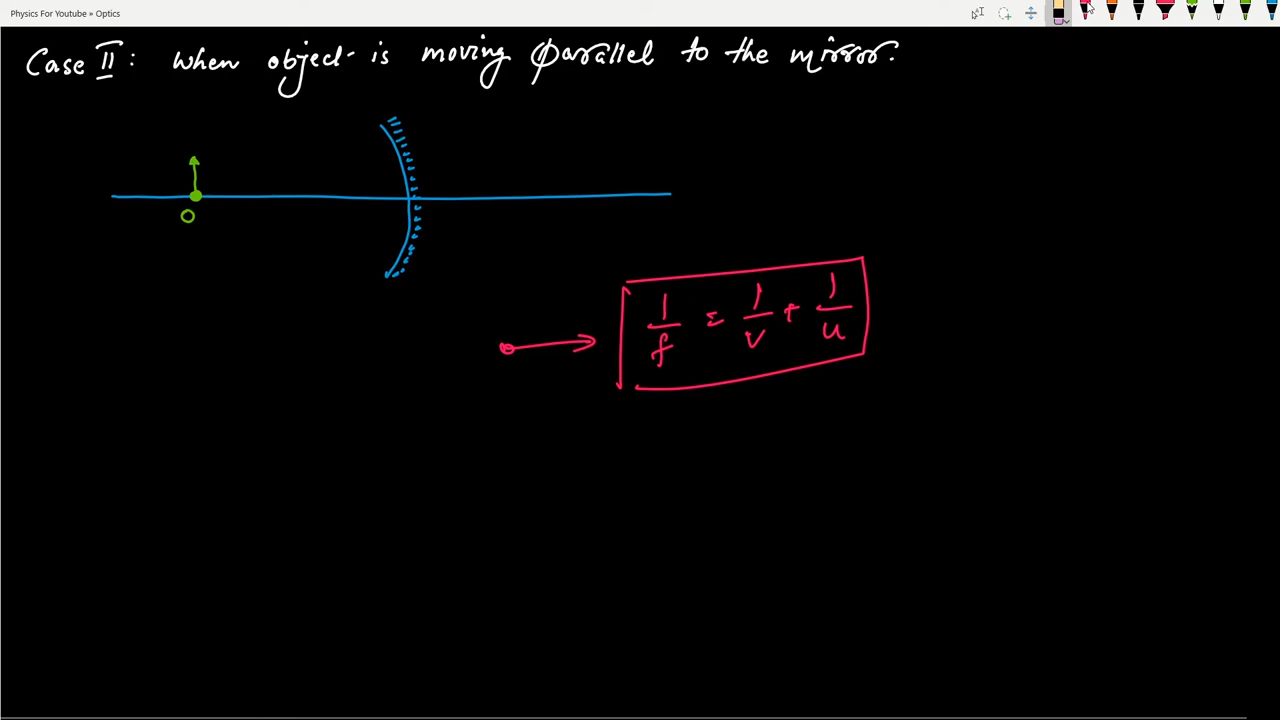 Physics For Youtube » Optics
Case II : When object is moving parallel to the mirror.
O
1/f = 1/v + 1/u